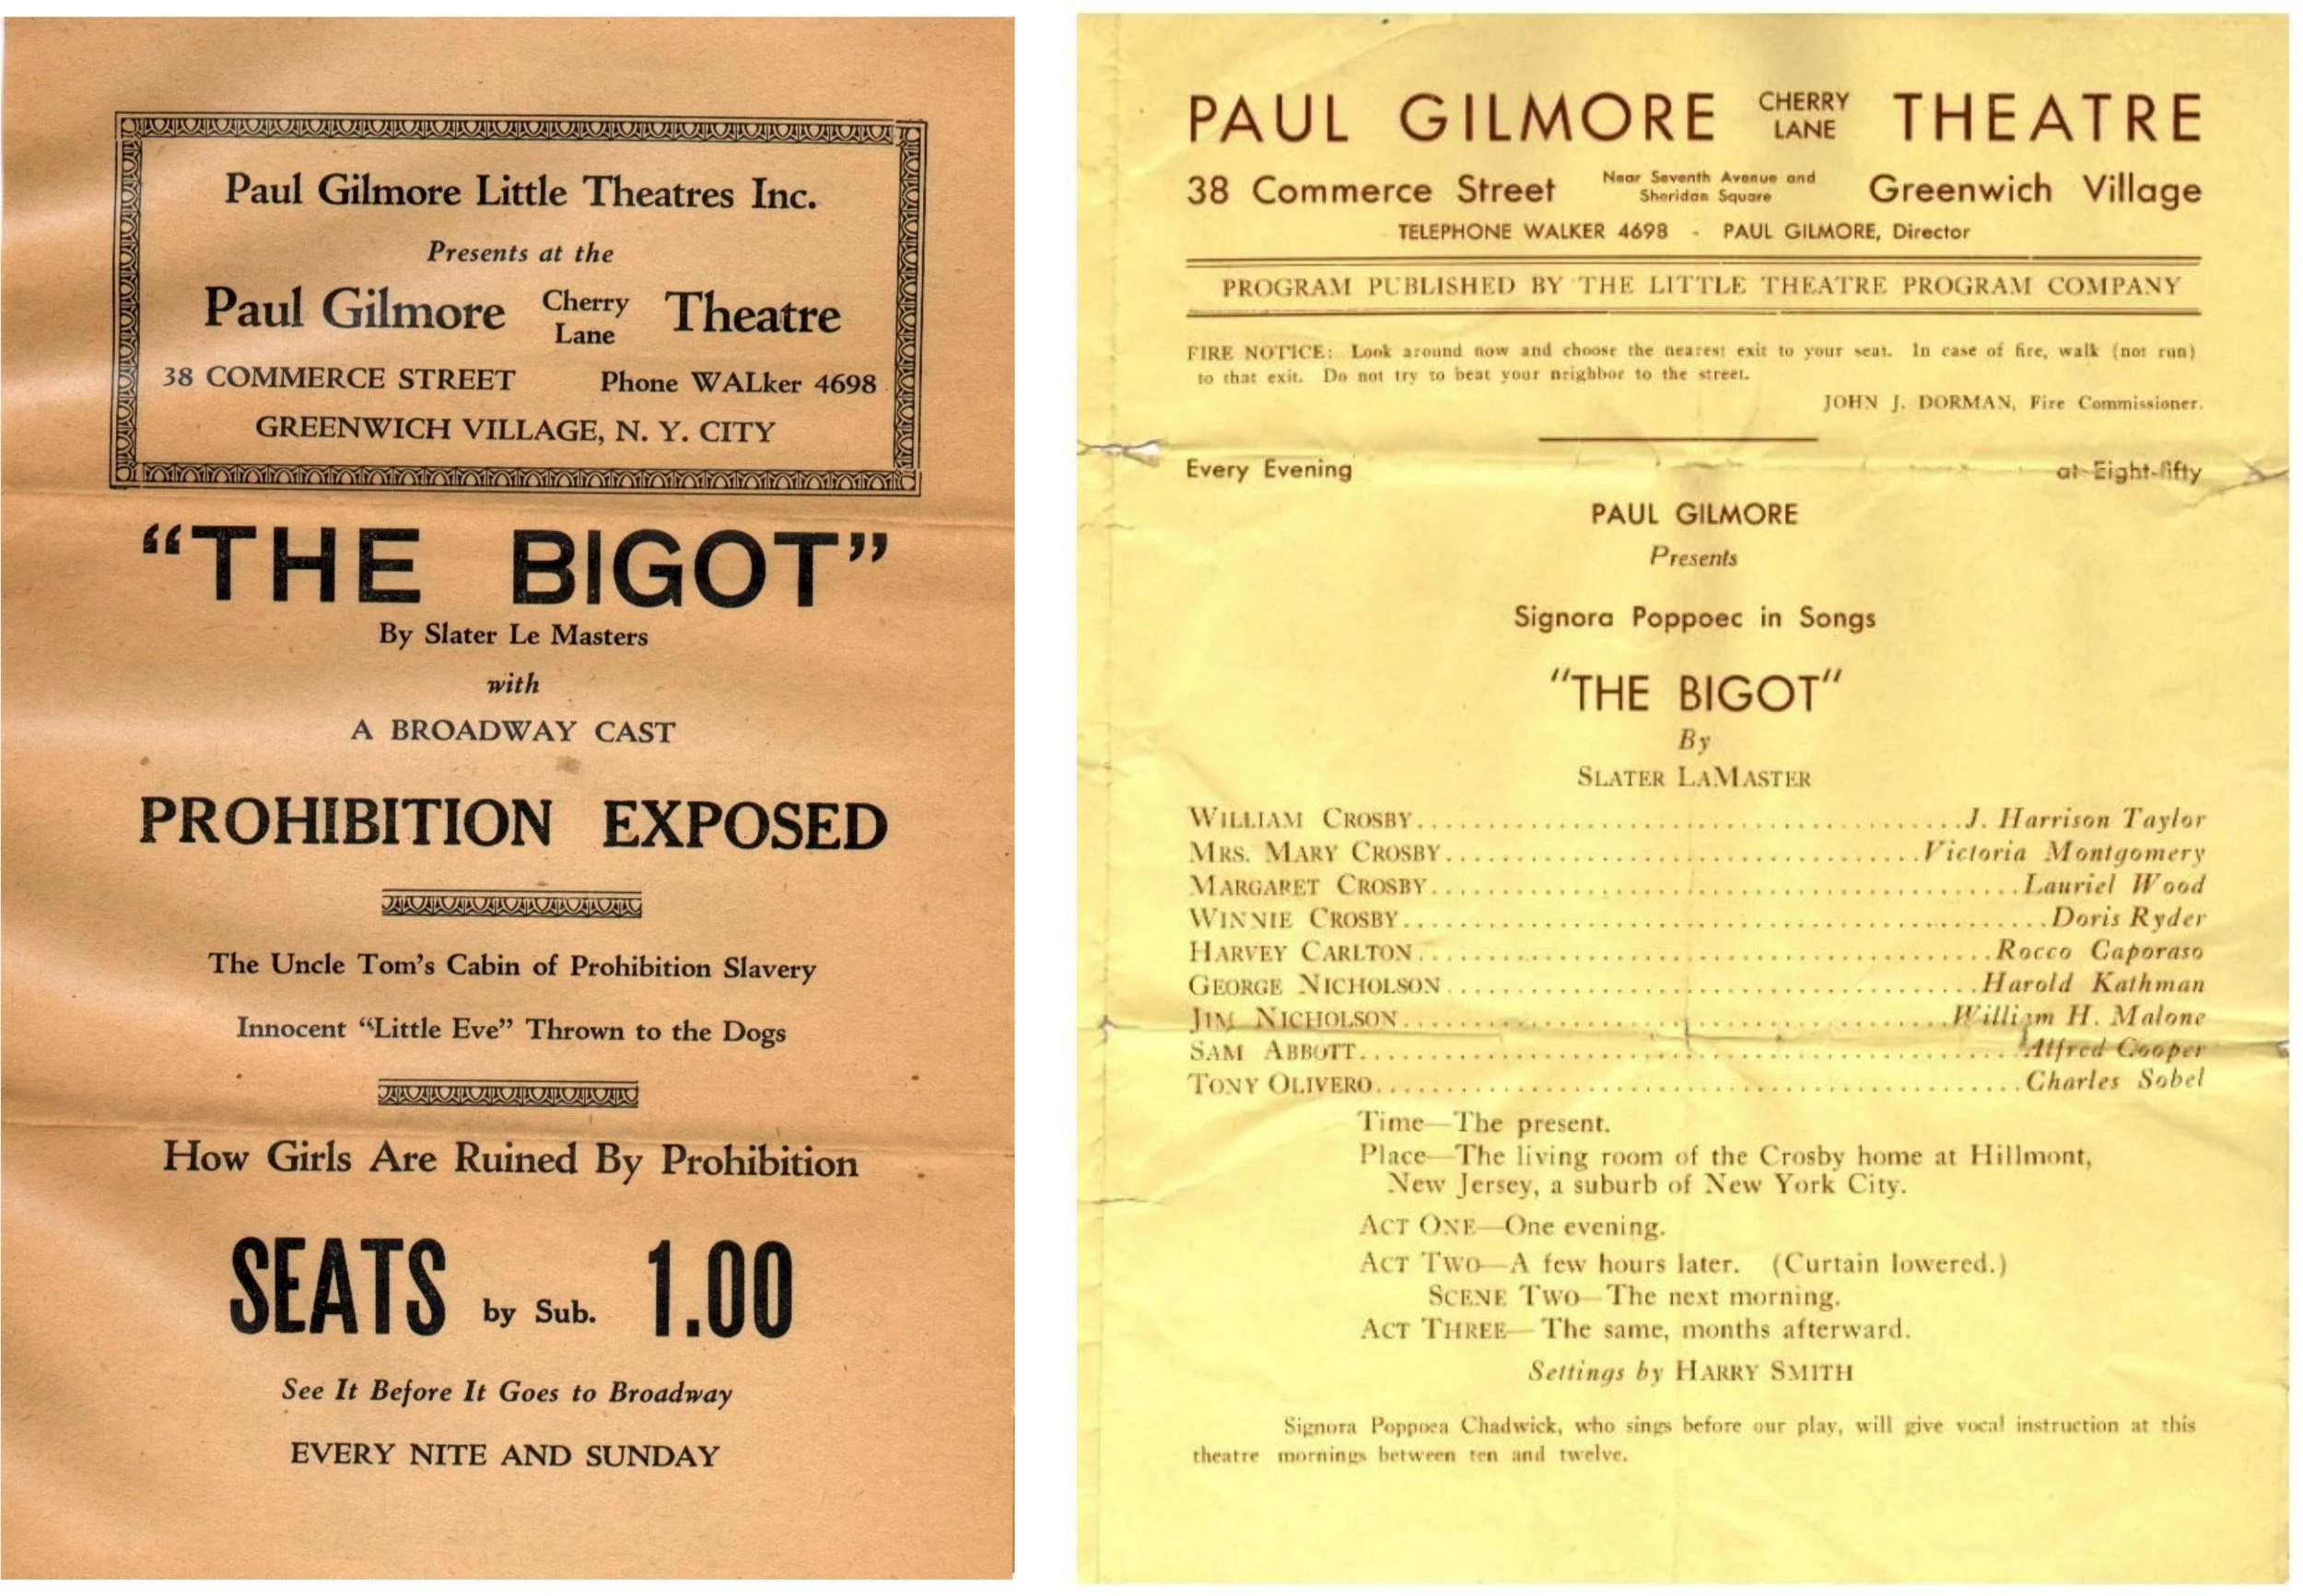 Paul Gilmore Little Theatres Inc.
Presents at the
Paul Gilmore Cherry Lane Theatre
38 COMMERCE STREET Phone WALker 4698
GREENWICH VILLAGE, N. Y. CITY
“THE BIGOT”
By Slater Le Masters
with
A BROADWAY CAST
PROHIBITION EXPOSED
The Uncle Tom's Cabin of Prohibition Slavery
Innocent “Little Eve” Thrown to the Dogs
How Girls Are Ruined By Prohibition
SEATS by Sub. 1.00
See It Before It Goes to Broadway
EVERY NITE AND SUNDAY
PAUL GILMORE CHERRY LANE THEATRE
38 Commerce Street Near Seventh Avenue and Sheridan Square Greenwich Village
TELEPHONE WALKER 4698 - PAUL GILMORE, Director
PROGRAM PUBLISHED BY THE LITTLE THEATRE PROGRAM COMPANY
FIRE NOTICE: Look around now and choose the nearest exit to your seat. In case of fire, walk (not run)
to that exit. Do not try to beat your neighbor to the street.
JOHN J. DORMAN, Fire Commissioner.
Every Evening at Eight-fifty
PAUL GILMORE
Presents
Signora Poppoec in Songs
“THE BIGOT”
By
SLATER LAMASTER
WILLIAM CROSBY J. Harrison Taylor
MRS. MARY CROSBY Victoria Montgomery
MARGARET CROSBY Lauriel Wood
WINNIE CROSBY Doris Ryder
HARVEY CARLTON Rocco Caporaso
GEORGE NICHOLSON Harold Kathman
JIM NICHOLSON William H. Malone
SAM ABBOTT Alfred Cooper
TONY OLIVERO Charles Sobel
Time—The present.
Place—The living room of the Crosby home at Hillmont,
New Jersey, a suburb of New York City.
ACT ONE—One evening.
ACT TWO—A few hours later. (Curtain lowered.)
SCENE TWO—The next morning.
ACT THREE—The same, months afterward.
Settings by HARRY SMITH
Signora Poppoea Chadwick, who sings before our play, will give vocal instruction at this
theatre mornings between ten and twelve.